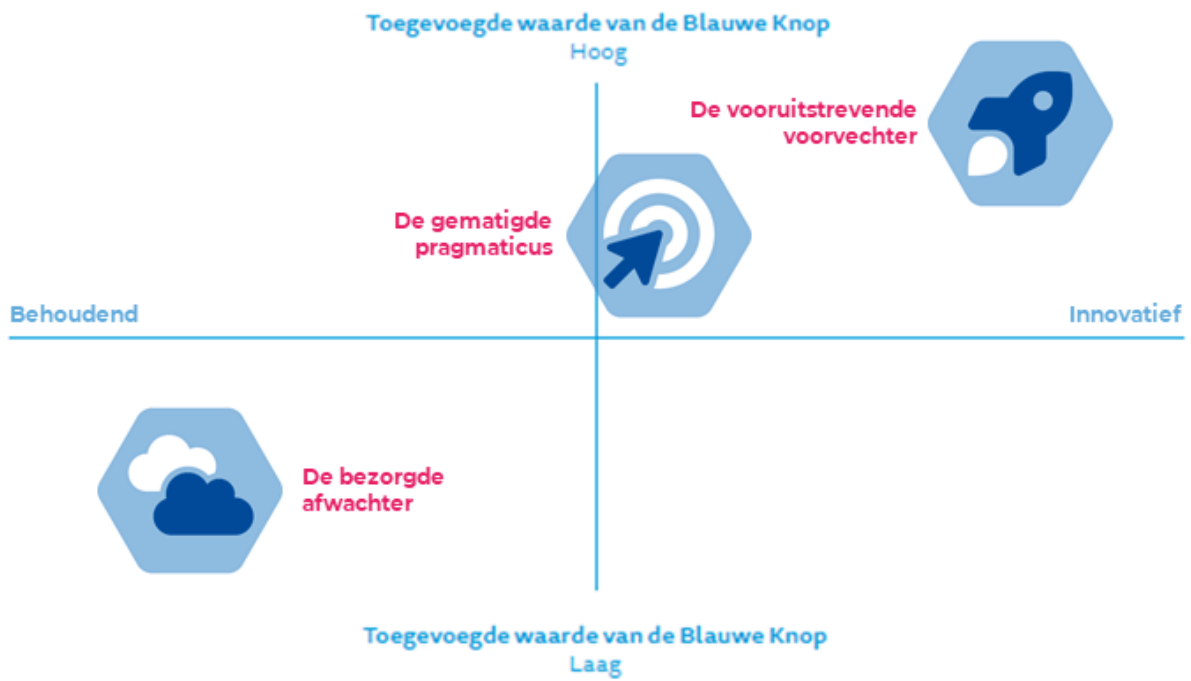 Toegevoegde waarde van de Blauwe Knop
Hoog
De vooruitstrevende
voorvechter
De gematigde
pragmaticus
Behoudend
Innovatief
De bezorgde
afwachter
Toegevoegde waarde van de Blauwe Knop
Laag